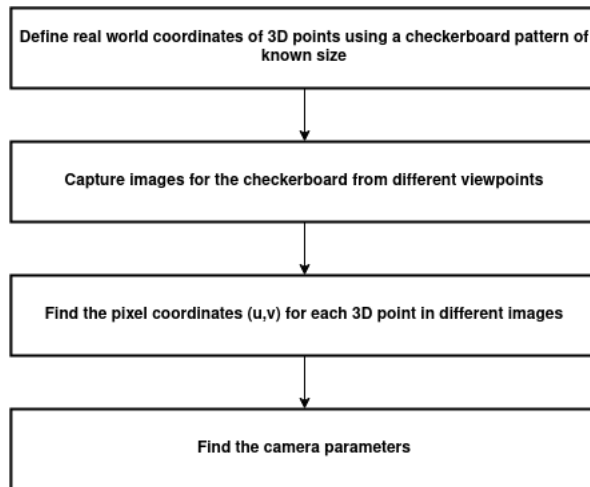 Define real world coordinates of 3D points using a checkerboard pattern of
known size
Capture images for the checkerboard from different viewpoints
Find the pixel coordinates (u,v) for each 3D point in different images
Find the camera parameters